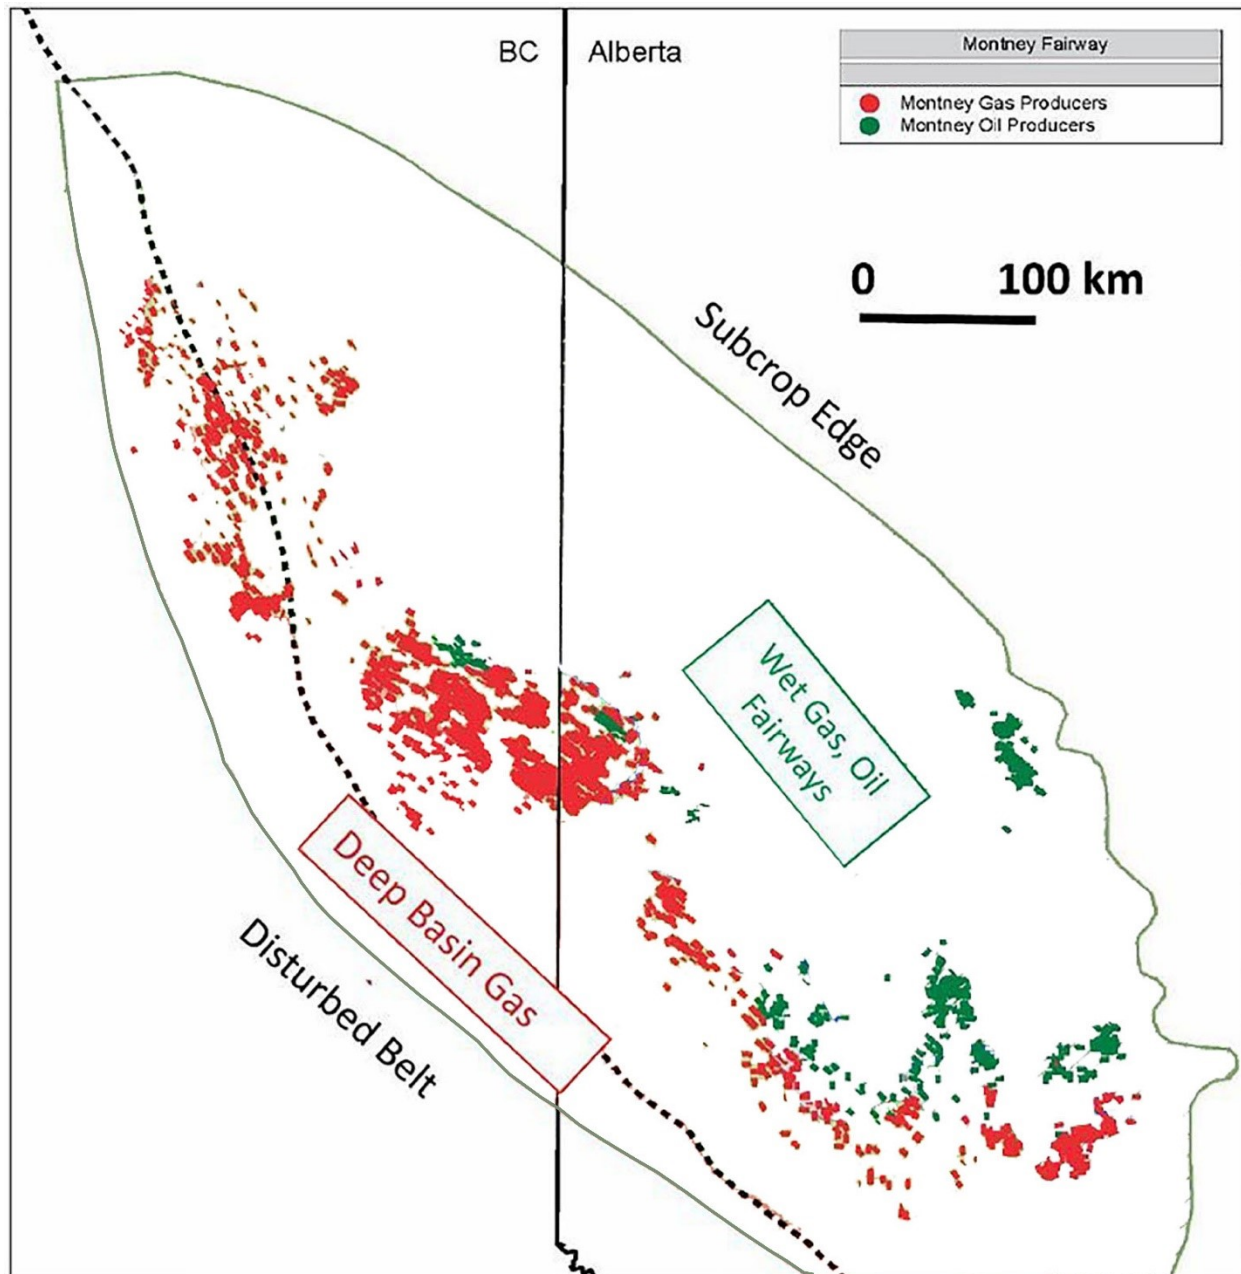 BC
Alberta
Montney Fairway
Montney Gas Producers
Montney Oil Producers
0
100 km
Subcrop Edge
Wet Gas, Oil
Fairways
Deep Basin Gas
Disturbed Belt